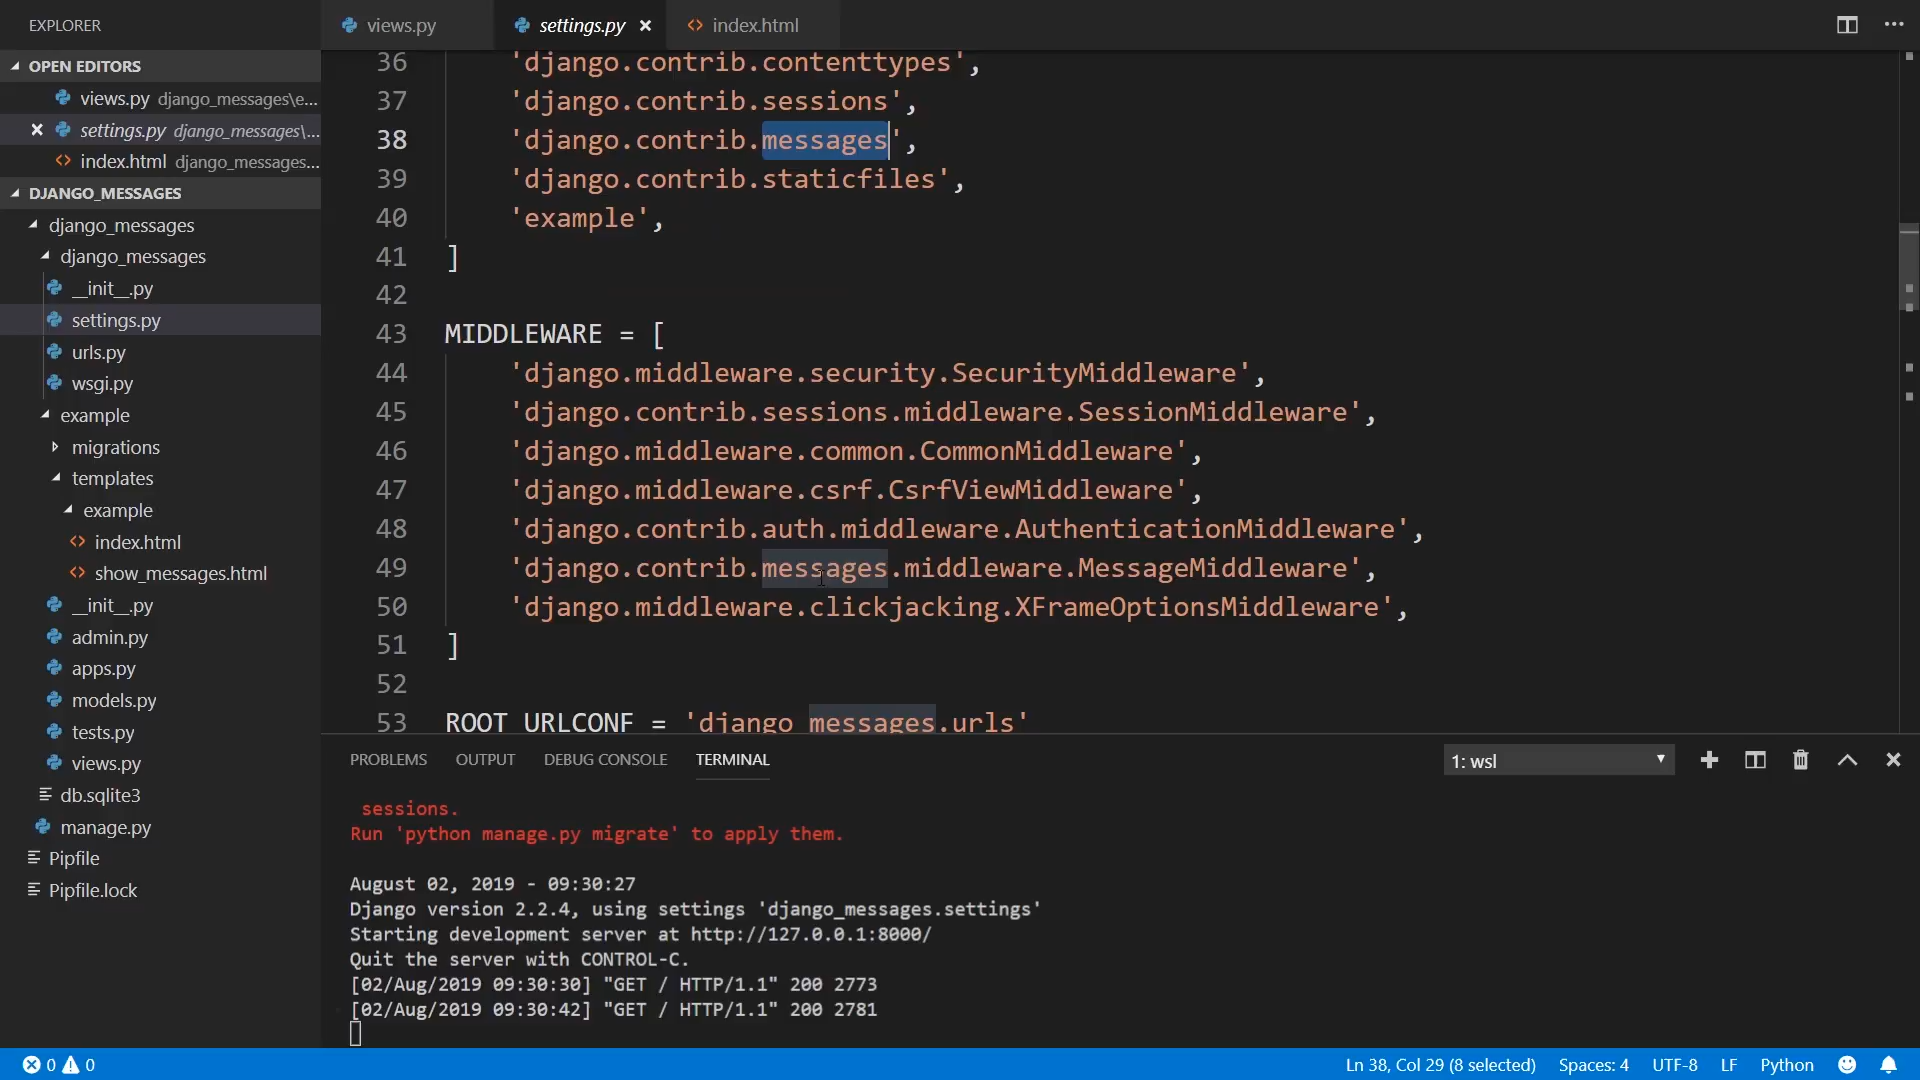 EXPLORER
OPEN EDITORS
views.py django_messages\e...
settings.py django_messages\...
index.html django_messages...
DJANGO_MESSAGES
django_messages
django_messages
__init__.py
settings.py
urls.py
wsgi.py
example
migrations
templates
example
index.html
show_messages.html
__init__.py
admin.py
apps.py
models.py
tests.py
views.py
db.sqlite3
manage.py
Pipfile
Pipfile.lock
views.py settings.py index.html
36 'django.contrib.contenttypes',
37 'django.contrib.sessions',
38 'django.contrib.messages',
39 'django.contrib.staticfiles',
40 'example',
41 ]
42
43 MIDDLEWARE = [
44 'django.middleware.security.SecurityMiddleware',
45 'django.contrib.sessions.middleware.SessionMiddleware',
46 'django.middleware.common.CommonMiddleware',
47 'django.middleware.csrf.CsrfViewMiddleware',
48 'django.contrib.auth.middleware.AuthenticationMiddleware',
49 'django.contrib.messages.middleware.MessageMiddleware',
50 'django.middleware.clickjacking.XFrameOptionsMiddleware',
51 ]
52
53 ROOT_URLCONF = 'django_messages.urls'
PROBLEMS OUTPUT DEBUG CONSOLE TERMINAL 1: wsl
sessions.
Run 'python manage.py migrate' to apply them.
August 02, 2019 - 09:30:27
Django version 2.2.4, using settings 'django_messages.settings'
Starting development server at http://127.0.0.1:8000/
Quit the server with CONTROL-C.
[02/Aug/2019 09:30:30] "GET / HTTP/1.1" 200 2773
[02/Aug/2019 09:30:42] "GET / HTTP/1.1" 200 2781
0 0 Ln 38, Col 29 (8 selected) Spaces: 4 UTF-8 LF Python